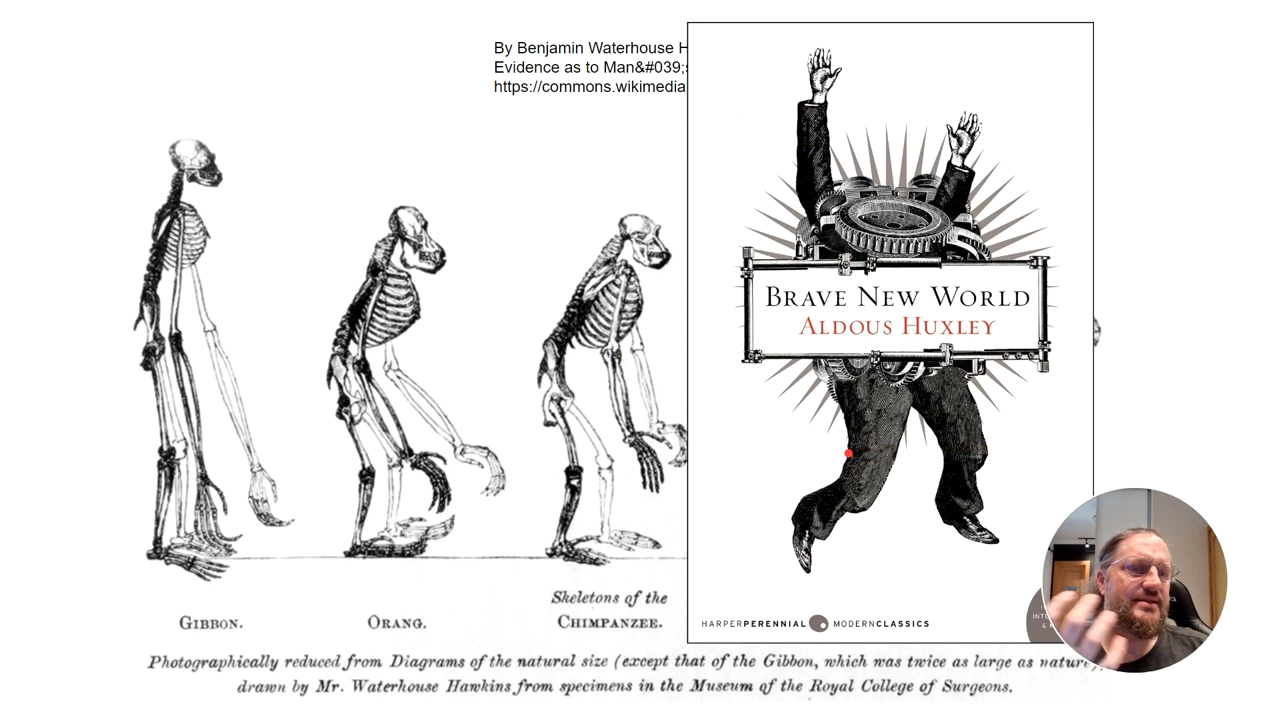 By Benjamin Waterhouse H
Evidence as to Man&#039;s
https://commons.wikimedia
BRAVE NEW WORLD
ALDOUS HUXLEY
Skeletons of the
GIBBON. ORANG. CHIMPANZEE.
HARPERPERENNIAL MODERNCLASSICS
Photographically reduced from Diagrams of the natural size (except that of the Gibbon, which was twice as large as nature),
drawn by Mr. Waterhouse Hawkins from specimens in the Museum of the Royal College of Surgeons.